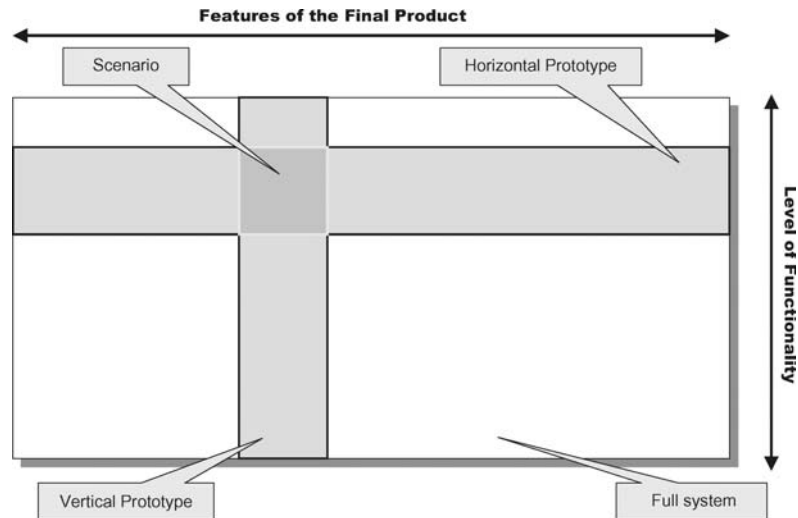 Features of the Final Product
Scenario
Horizontal Prototype
Level of Functionality
Vertical Prototype
Full system